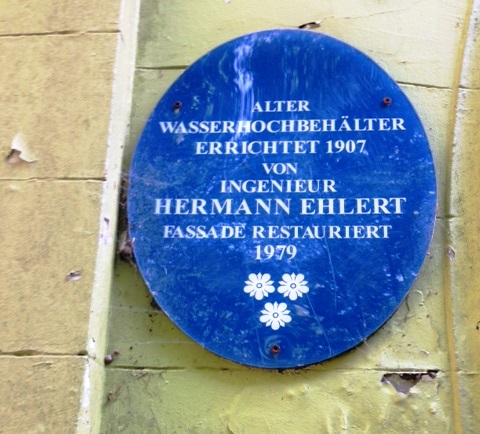 ALTER
WASSERHOCHBEHÄLTER
ERRICHTET 1907
VON
INGENIEUR
HERMANN EHLERT
FASSADE RESTAURIERT
1979